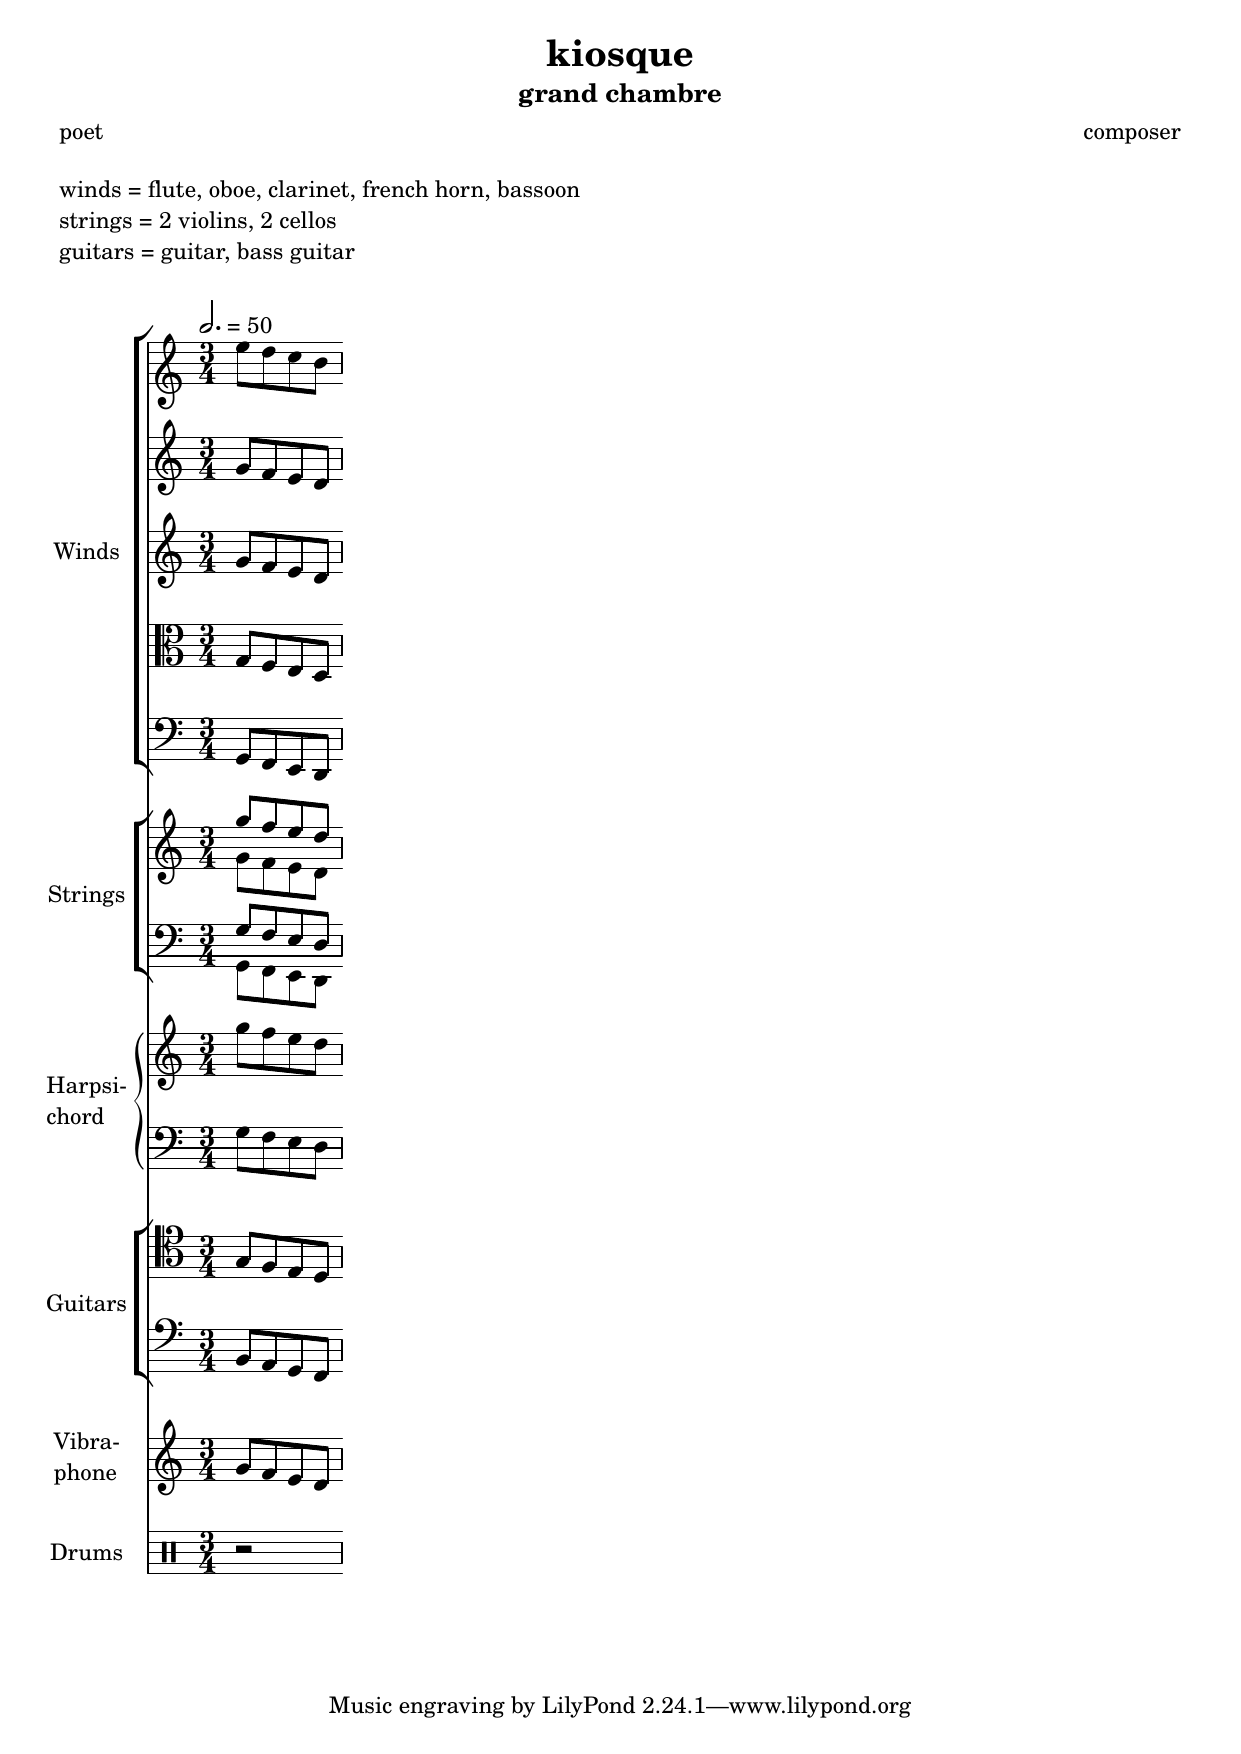 kiosque
grand chambre
poet composer
winds = flute, oboe, clarinet, french horn, bassoon
strings = 2 violins, 2 cellos
guitars = guitar, bass guitar
= 50
Winds
Strings
Harpsi-
chord
Guitars
Vibra-
phone
Drums
Music engraving by LilyPond 2.24.1—www.lilypond.org